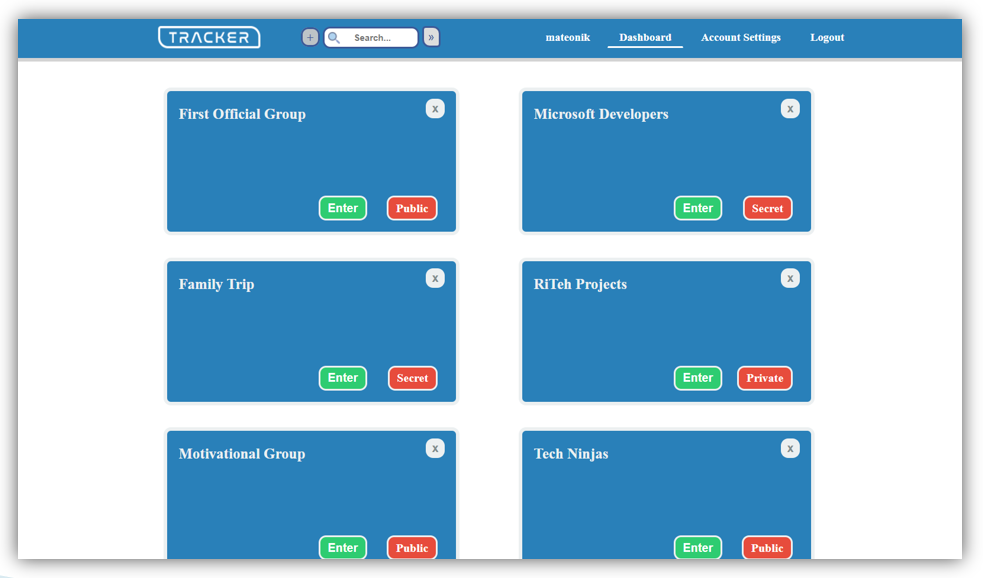 TRACKER + Search... » mateonik Dashboard Account Settings Logout
First Official Group x
Enter Public
Microsoft Developers x
Enter Secret
Family Trip x
Enter Secret
RiTeh Projects x
Enter Private
Motivational Group x
Enter Public
Tech Ninjas x
Enter Public